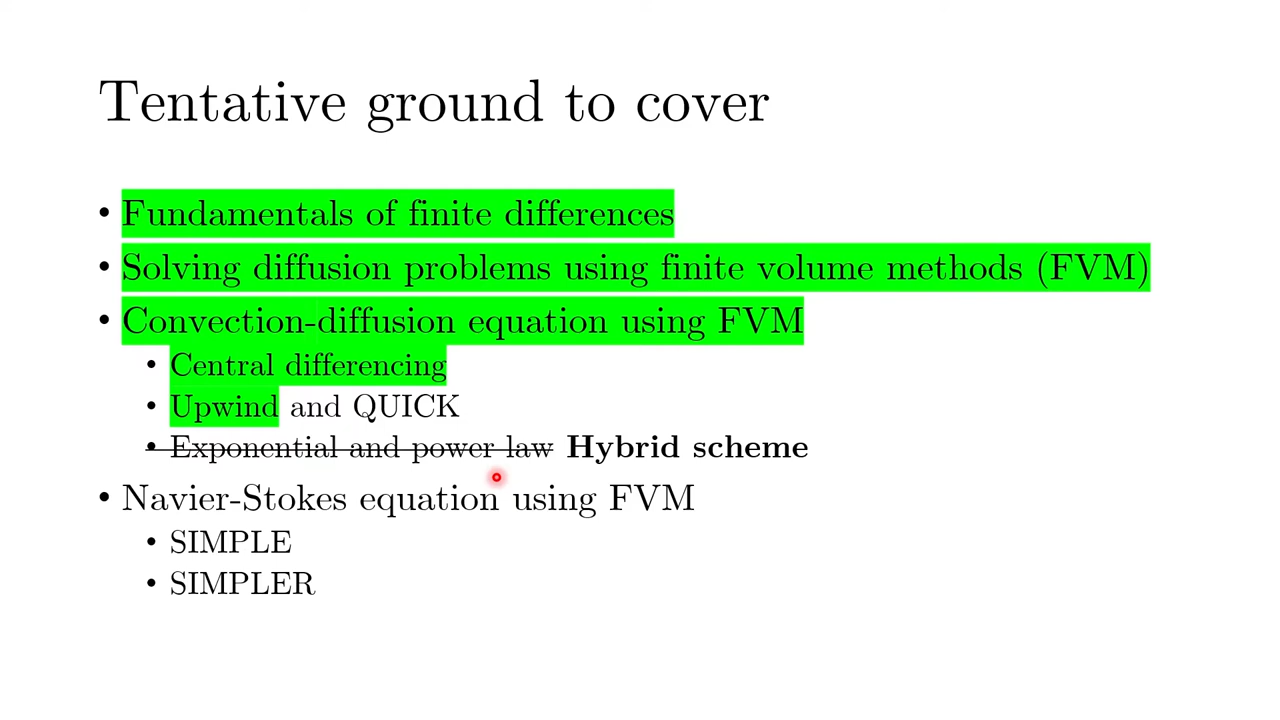 Tentative ground to cover
• Fundamentals of finite differences
• Solving diffusion problems using finite volume methods (FVM)
• Convection-diffusion equation using FVM
• Central differencing
• Upwind and QUICK
• Exponential and power law Hybrid scheme
• Navier-Stokes equation using FVM
• SIMPLE
• SIMPLER